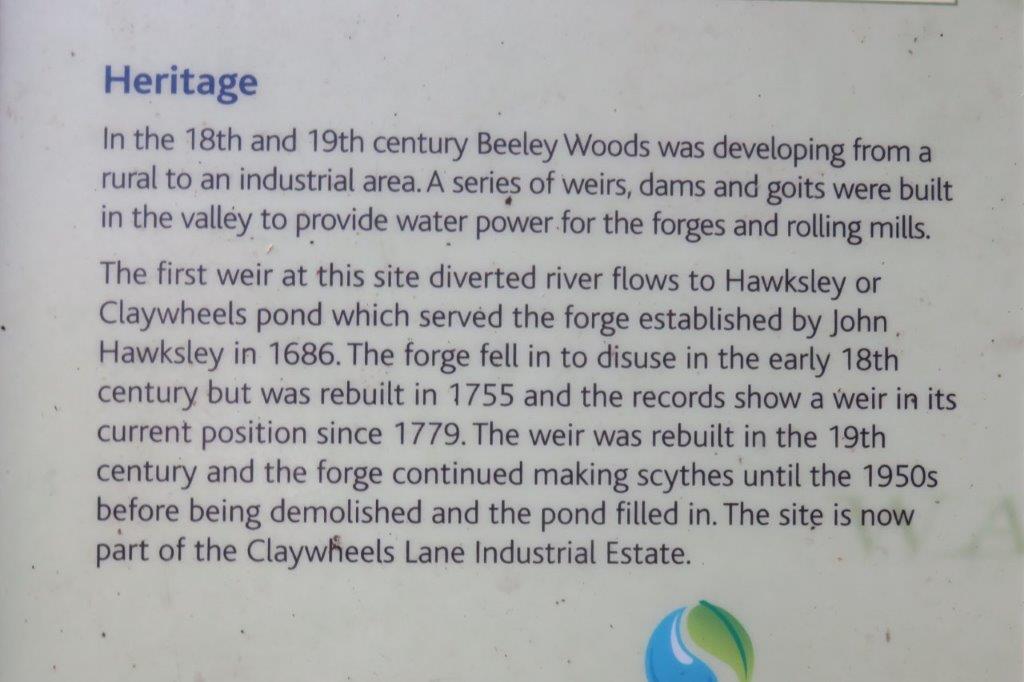 Heritage
In the 18th and 19th century Beeley Woods was developing from a
rural to an industrial area. A series of weirs, dams and goits were built
in the valley to provide water power for the forges and rolling mills.
The first weir at this site diverted river flows to Hawksley or
Claywheels pond which served the forge established by John
Hawksley in 1686. The forge fell in to disuse in the early 18th
century but was rebuilt in 1755 and the records show a weir in its
current position since 1779. The weir was rebuilt in the 19th
century and the forge continued making scythes until the 1950s
before being demolished and the pond filled in. The site is now
part of the Claywheels Lane Industrial Estate.